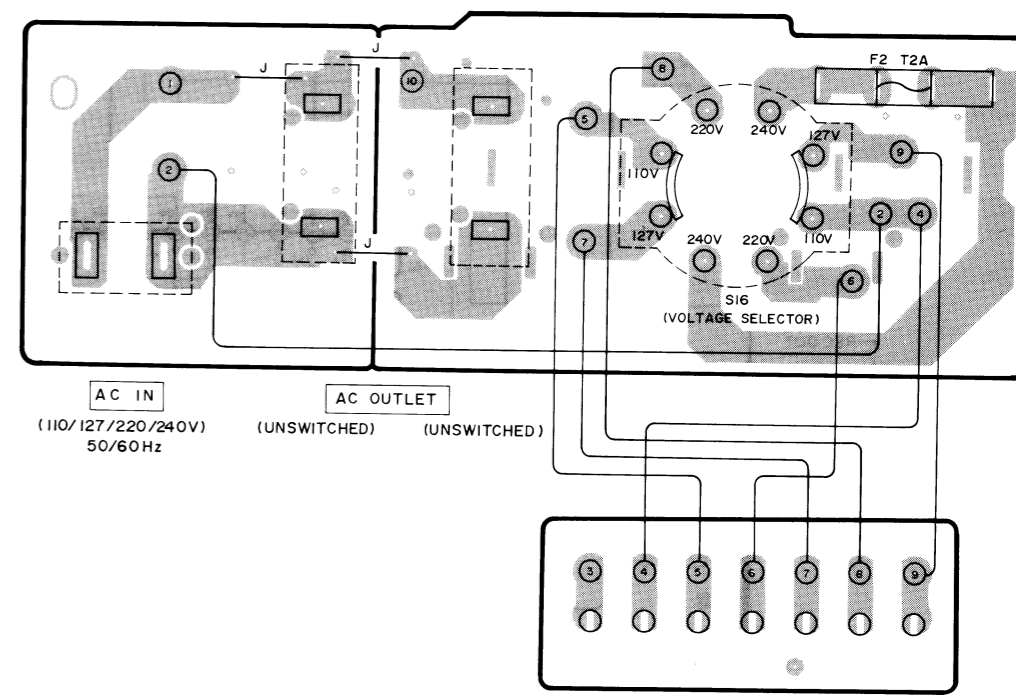 F2 T2A
8
1
J
J
10
5
220V
240V
127V
9
110V
2
2
4
127V
7
240V
220V
110V
J
6
S16
(VOLTAGE SELECTOR)
AC IN
(110/127/220/240V)
50/60Hz
AC OUTLET
(UNSWITCHED)
(UNSWITCHED)
3
4
5
6
7
8
9